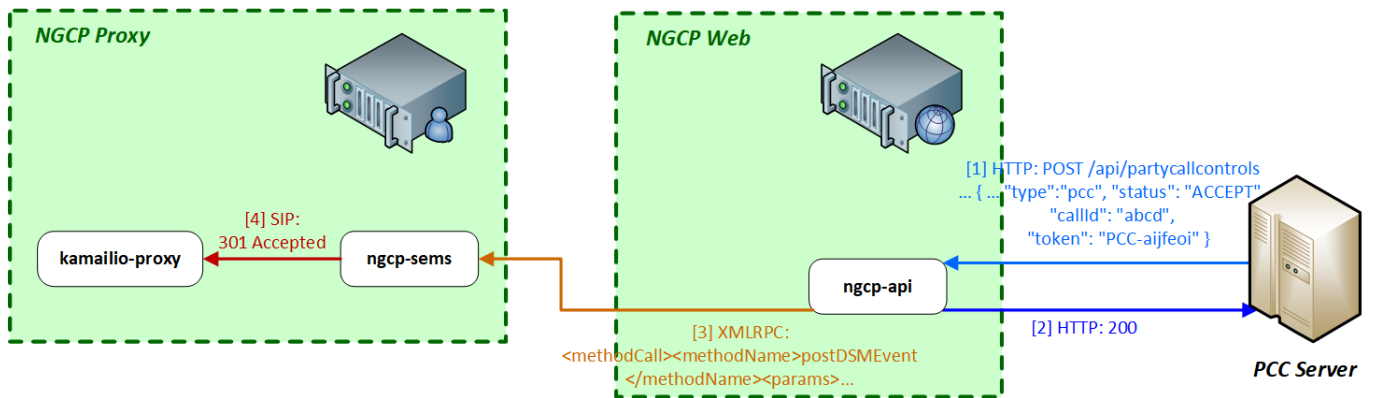 NGCP Proxy
NGCP Web
[1] HTTP: POST /api/partycallcontrols
... { ... "type":"pcc", "status": "ACCEPT"
"callId": "abcd",
"token": "PCC-aijfeoi" }
[4] SIP:
301 Accepted
kamailio-proxy
ngcp-sems
ngcp-api
[3] XMLRPC:
<methodCall><methodName>postDSMEvent
</methodName><params>...
[2] HTTP: 200
PCC Server